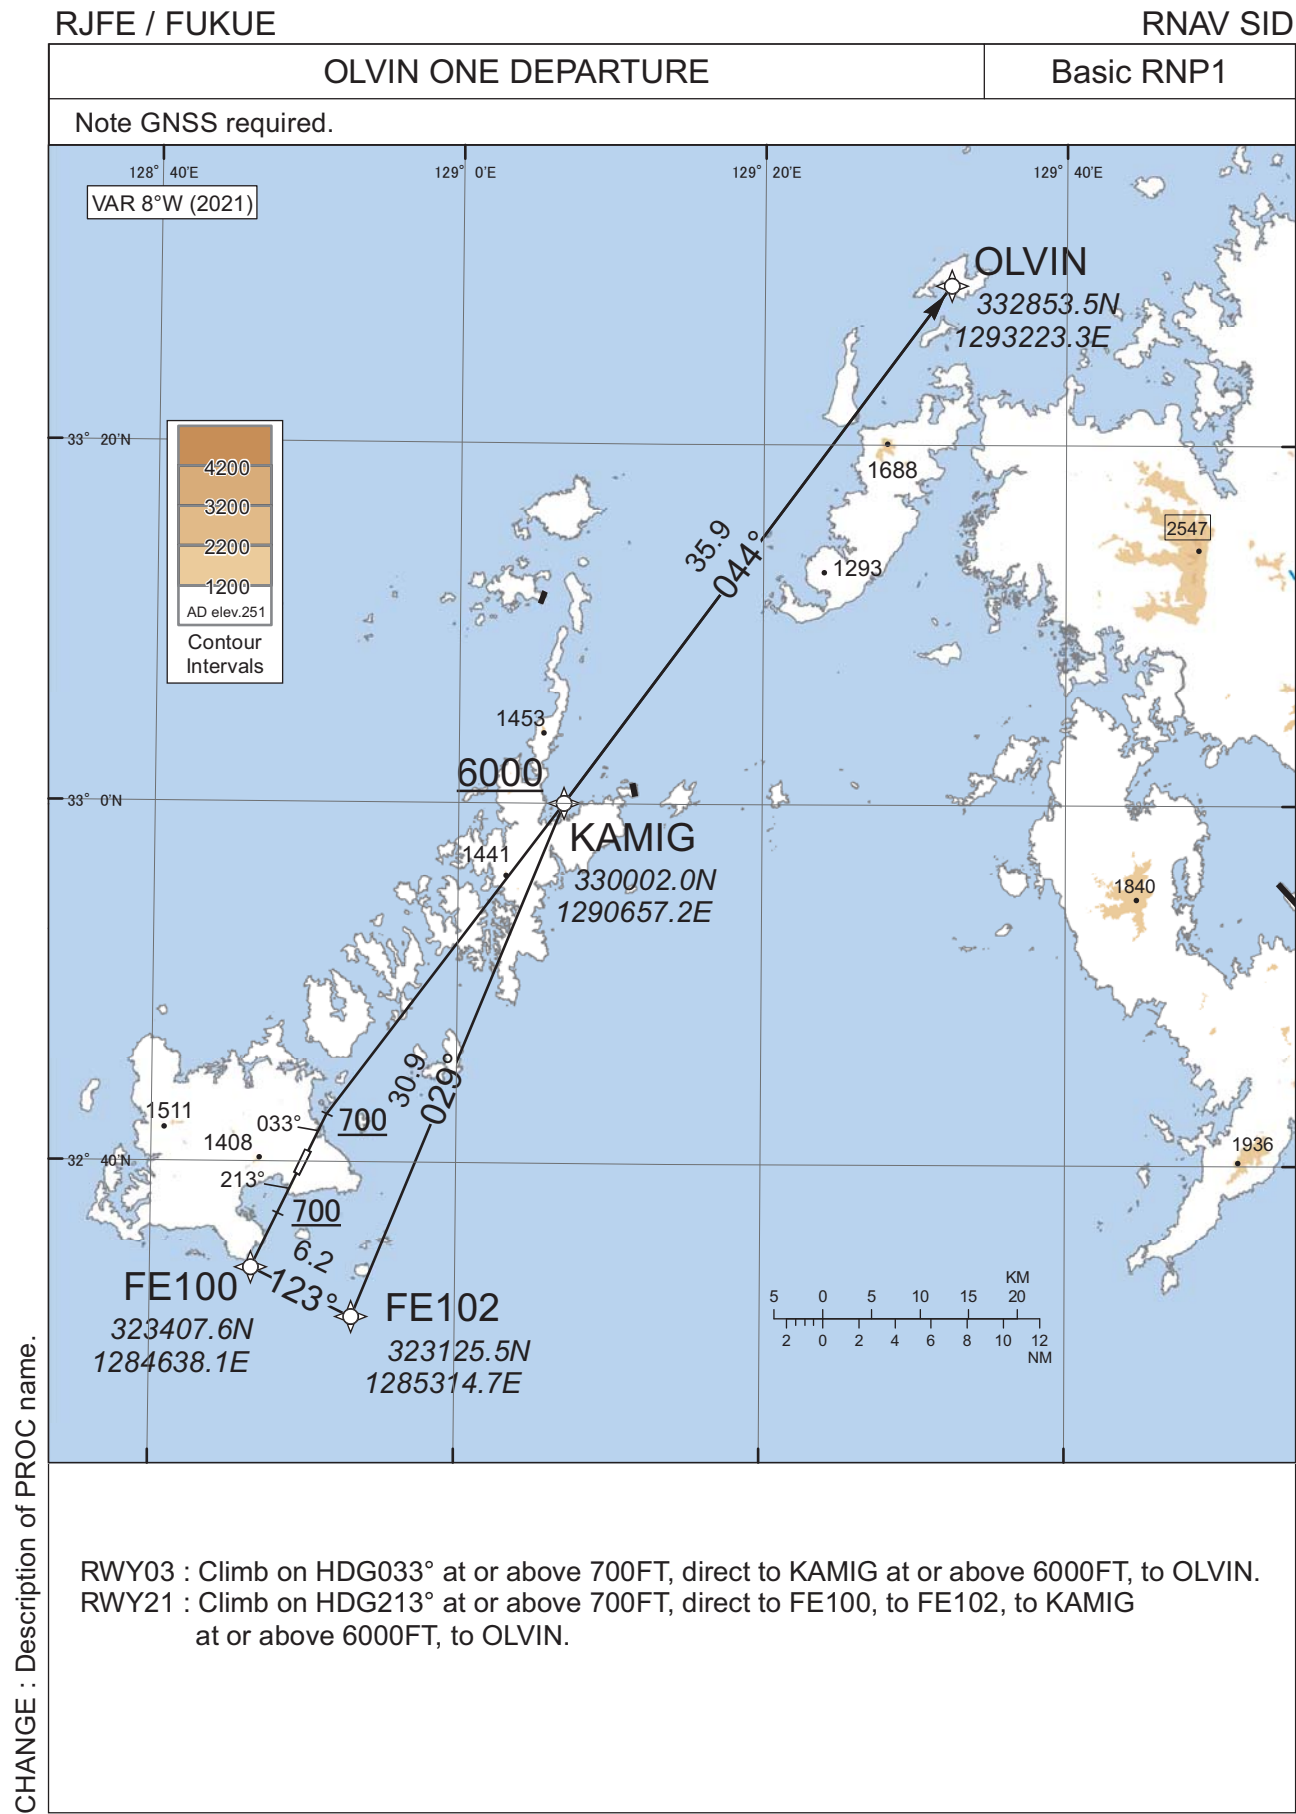 RJFE / FUKUE
RNAV SID
OLVIN ONE DEPARTURE
Basic RNP1
Note GNSS required.
128° 40'E
129° 0'E
129° 20'E
129° 40'E
VAR 8°W (2021)
OLVIN
332853.5N
1293223.3E
33° 20'N
4200
3200
2200
1200
AD elev.251
Contour
Intervals
1688
2547
35.9
044°
1293
1453
6000
33° 0'N
KAMIG
330002.0N
1290657.2E
1441
1840
30.9
029°
1511
033°
700
1408
1936
32° 40'N
213°
700
6.2
123°
FE100
323407.6N
1284638.1E
FE102
323125.5N
1285314.7E
KM
5 0 5 10 15 20
2 0 2 4 6 8 10 12
NM
RWY03 : Climb on HDG033° at or above 700FT, direct to KAMIG at or above 6000FT, to OLVIN.
RWY21 : Climb on HDG213° at or above 700FT, direct to FE100, to FE102, to KAMIG
at or above 6000FT, to OLVIN.
CHANGE : Description of PROC name.